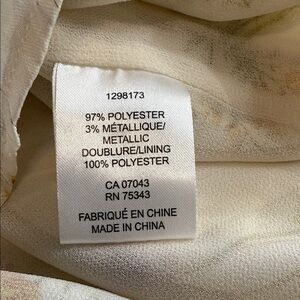 1298173
97% POLYESTER
3% MÉTALLIQUE/
METALLIC
DOUBLURE/LINING
100% POLYESTER
CA 07043
RN 75343
FABRIQUÉ EN CHINE
MADE IN CHINA